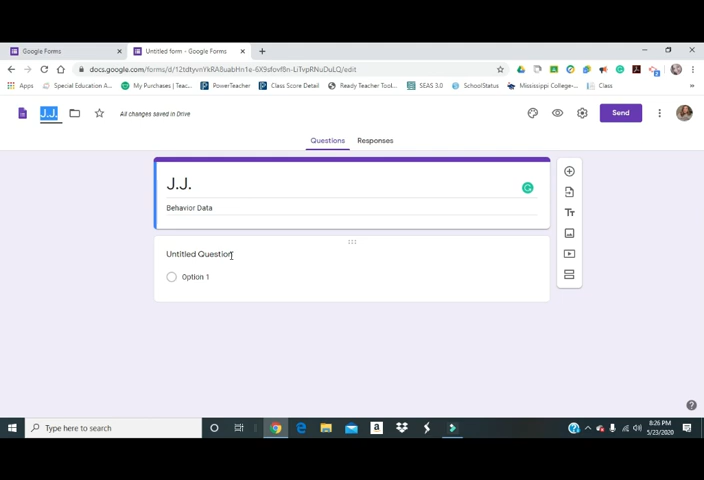 Google Forms
Untitled form - Google Forms
docs.google.com/forms/d/12tdtyvnYkRA8uabHn1e-6X9sfovf8n-LiTvpRNuDuLQ/edit
Apps Special Education A... My Purchases | Teac... PowerTeacher Class Score Detail Ready Teacher Tool... SEAS 3.0 SchoolStatus Mississippi College-... Class
J.J. All changes saved in Drive Send
Questions Responses
J.J.
Behavior Data
Untitled Question
Option 1
Type here to search
8:26 PM
5/23/2020